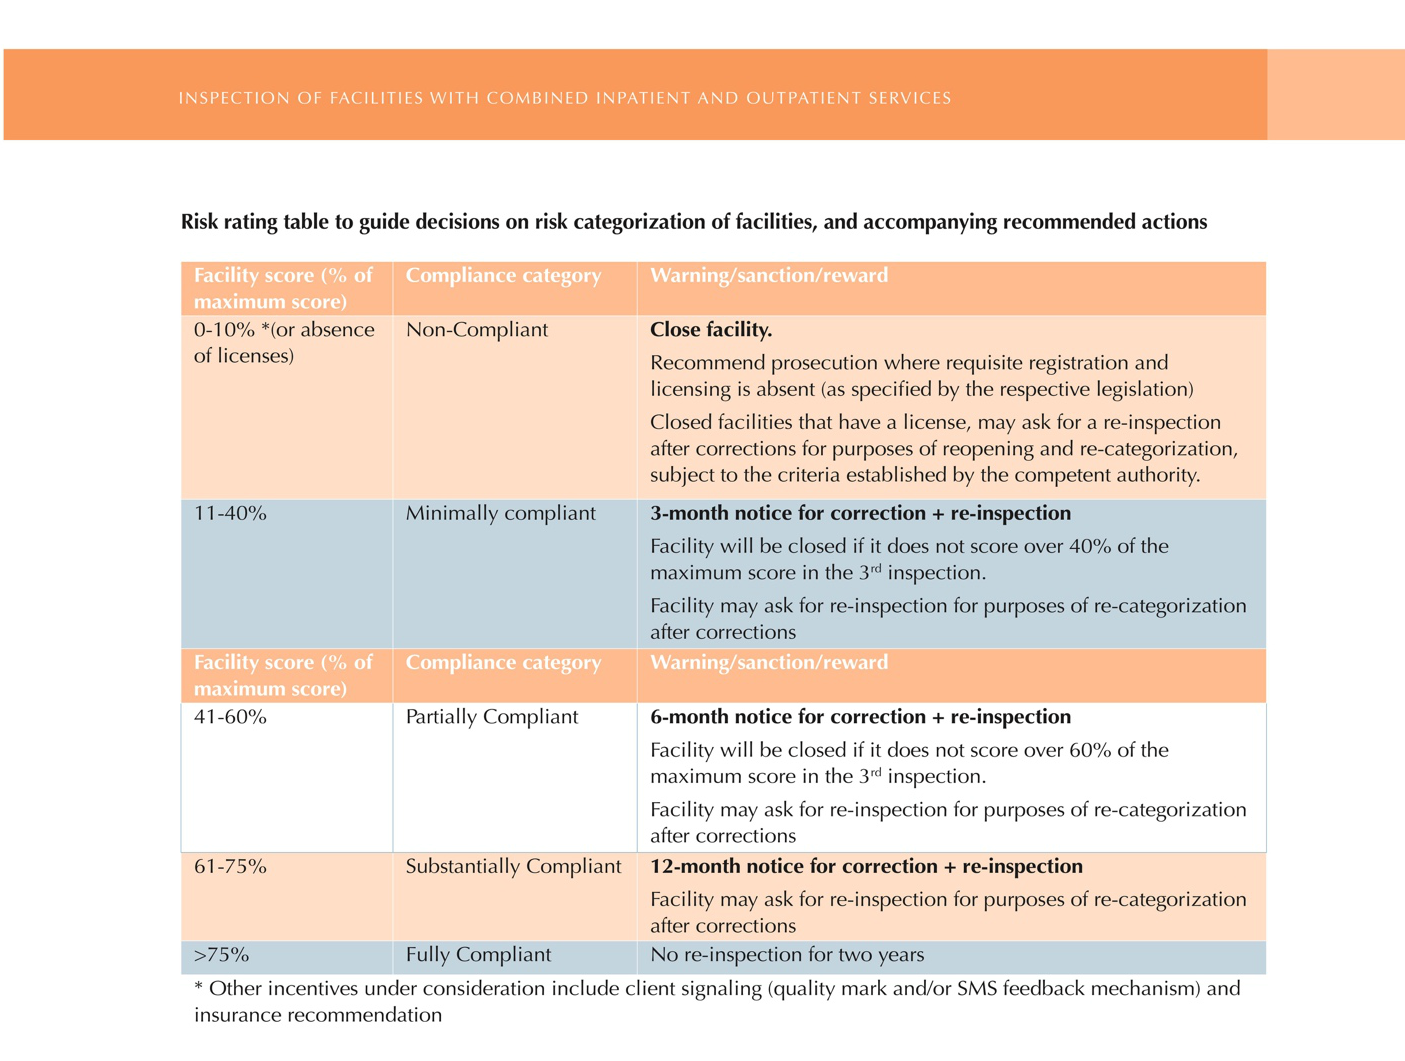 INSPECTION OF FACILITIES WITH COMBINED INPATIENT AND OUTPATIENT SERVICES
Risk rating table to guide decisions on risk categorization of facilities, and accompanying recommended actions
Facility score (% of
maximum score)
Compliance category
Warning/sanction/reward
0-10% *(or absence
of licenses)
Non-Compliant
Close facility.
Recommend prosecution where requisite registration and
licensing is absent (as specified by the respective legislation)
Closed facilities that have a license, may ask for a re-inspection
after corrections for purposes of reopening and re-categorization,
subject to the criteria established by the competent authority.
11-40%
Minimally compliant
3-month notice for correction + re-inspection
Facility will be closed if it does not score over 40% of the
maximum score in the 3rd inspection.
Facility may ask for re-inspection for purposes of re-categorization
after corrections
Facility score (% of
maximum score)
Compliance category
Warning/sanction/reward
41-60%
Partially Compliant
6-month notice for correction + re-inspection
Facility will be closed if it does not score over 60% of the
maximum score in the 3rd inspection.
Facility may ask for re-inspection for purposes of re-categorization
after corrections
61-75%
Substantially Compliant
12-month notice for correction + re-inspection
Facility may ask for re-inspection for purposes of re-categorization
after corrections
>75%
Fully Compliant
No re-inspection for two years
* Other incentives under consideration include client signaling (quality mark and/or SMS feedback mechanism) and
insurance recommendation